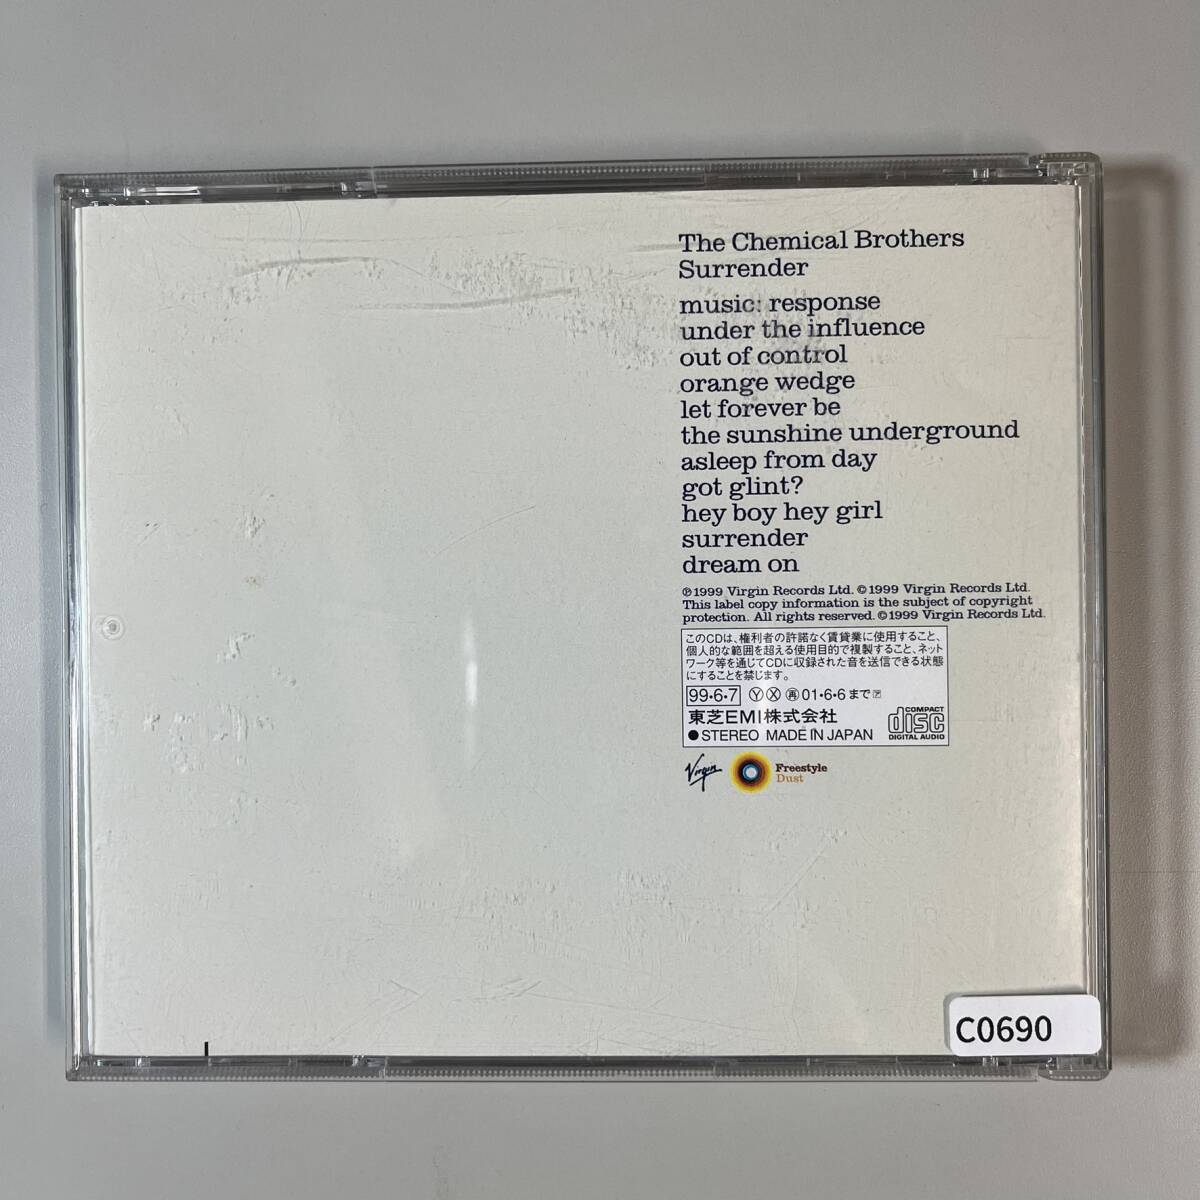 The Chemical Brothers
Surrender
music: response
under the influence
out of control
orange wedge
let forever be
the sunshine underground
asleep from day
got glint?
hey boy hey girl
surrender
dream on
℗1999 Virgin Records Ltd. ©1999 Virgin Records Ltd.
This label copy information is the subject of copyright
protection. All rights reserved. ©1999 Virgin Records Ltd.
このCDは、権利者の許諾なく賃貸業に使用すること、
個人的な範囲を超える使用目的で複製すること、ネット
ワーク等を通じてCDに収録された音を送信できる状態
にすることを禁じます。
99・6・7 Ⓨ Ⓧ ㊢ 01・6・6まで
東芝EMI株式会社
COMPACT
disc
DIGITAL AUDIO
●STEREO MADE IN JAPAN
Virgin
Freestyle
Dust
C0690